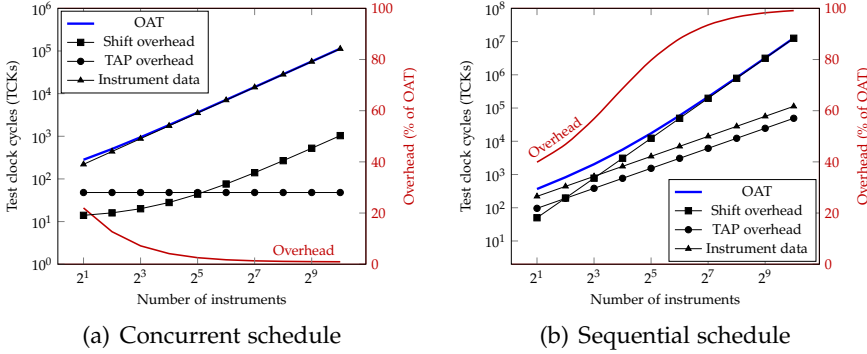 10^6
10^5
10^4
10^3
10^2
10^1
10^0
Test clock cycles (TCKs)
OAT
Shift overhead
TAP overhead
Instrument data
Overhead
100
80
60
40
20
0
Overhead (% of OAT)
2^1
2^3
2^5
2^7
2^9
Number of instruments
(a) Concurrent schedule
10^8
10^7
10^6
10^5
10^4
10^3
10^2
10^1
Test clock cycles (TCKs)
Overhead
OAT
Shift overhead
TAP overhead
Instrument data
100
80
60
40
20
0
Overhead (% of OAT)
2^1
2^3
2^5
2^7
2^9
Number of instruments
(b) Sequential schedule